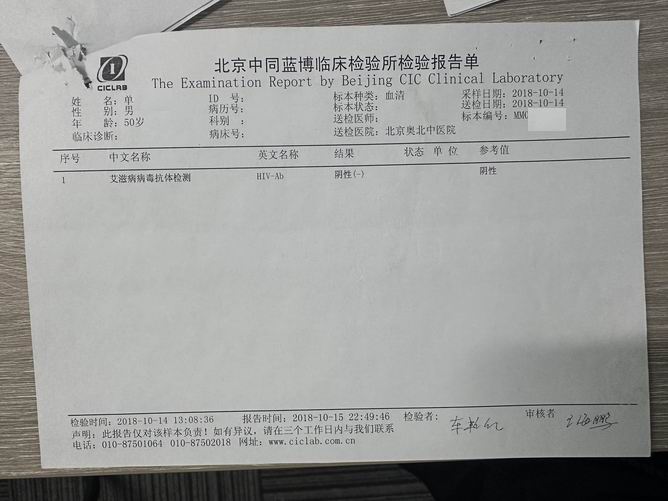 CICLAB
北京中同蓝博临床检验所检验报告单
The Examination Report by Beijing CIC Clinical Laboratory
姓 名：单 ID 号： 标本种类：血清 采样日期：2018-10-14
性 别：男 病历号： 标本状态： 送检日期：2018-10-14
年 龄：50岁 科别 ： 送检医师： 标本编号：MMC
临床诊断： 病床号： 送检医院：北京奥北中医院
序号 中文名称 英文名称 结果 状态 单 位 参考值
1 艾滋病病毒抗体检测 HIV-Ab 阴性(-) 阴性
检验时间：2018-10-14 13:08:36 报告时间：2018-10-15 22:49:46 检验者： 审核者
声明：此报告仅对该样本负责！如有异议，请在三个工作日内与我们联系
电话：010-87501064 010-87502018 网址：www.ciclab.com.cn